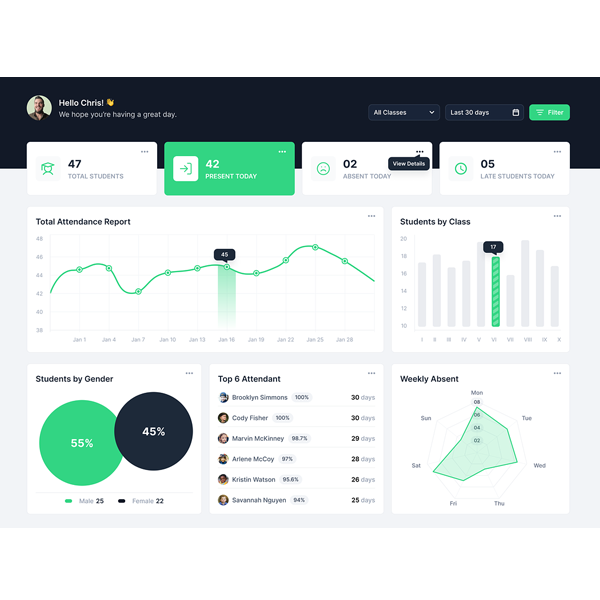 Hello Chris! 👋
We hope you're having a great day.
All Classes
Last 30 days
Filter
47
TOTAL STUDENTS
42
PRESENT TODAY
02
ABSENT TODAY
View Details
05
LATE STUDENTS TODAY
Total Attendance Report
48
46
44
42
40
38
45
Jan 1 Jan 4 Jan 7 Jan 10 Jan 13 Jan 16 Jan 19 Jan 22 Jan 25 Jan 28
Students by Class
20
18
16
14
12
10
17
I II III IV V VI VII VIII IX X
Students by Gender
55%
45%
Male 25 Female 22
Top 6 Attendant
Brooklyn Simmons 100% 30 days
Cody Fisher 100% 30 days
Marvin McKinney 98.7% 29 days
Arlene McCoy 97% 28 days
Kristin Watson 95.6% 26 days
Savannah Nguyen 94% 25 days
Weekly Absent
Mon
08
06
04
02
Sun
Tue
Sat
Wed
Fri
Thu